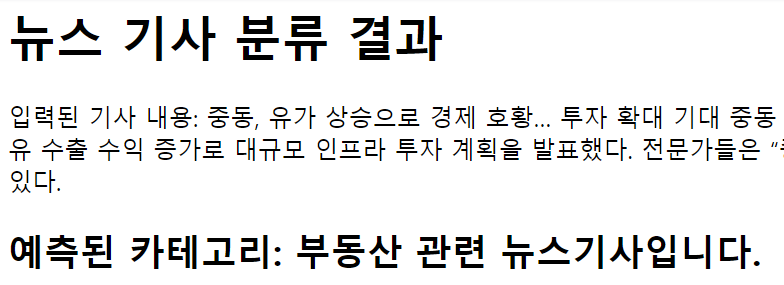 뉴스 기사 분류 결과
입력된 기사 내용: 중동, 유가 상승으로 경제 호황... 투자 확대 기대 중동
유 수출 수익 증가로 대규모 인프라 투자 계획을 발표했다. 전문가들은 “
있다.
예측된 카테고리: 부동산 관련 뉴스기사입니다.